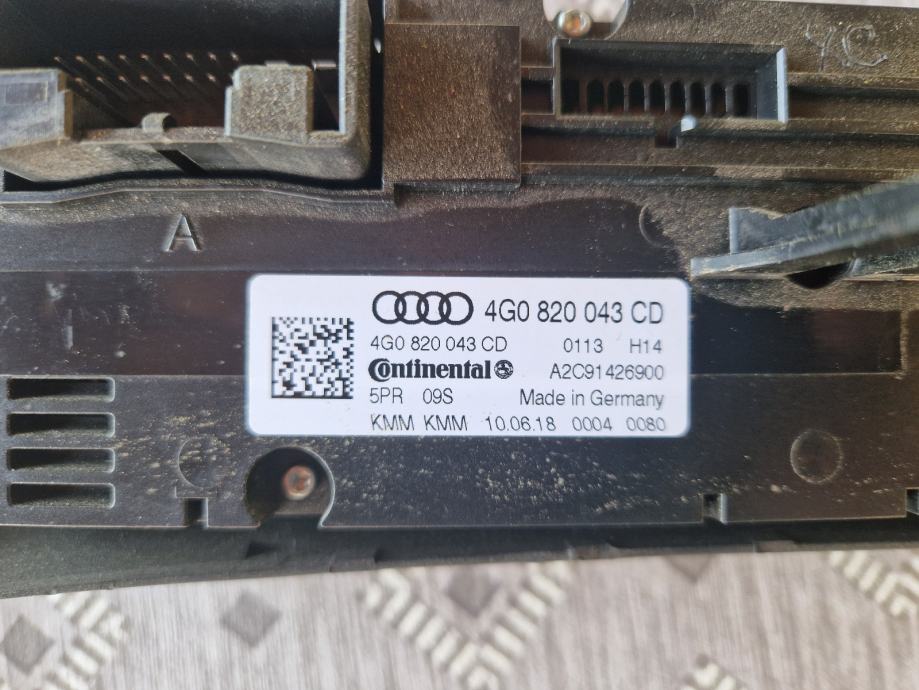 YC
A
4G0 820 043 CD
4G0 820 043 CD 0113 H14
Continental A2C91426900
5PR 09S Made in Germany
KMM KMM 10.06.18 0004 0080